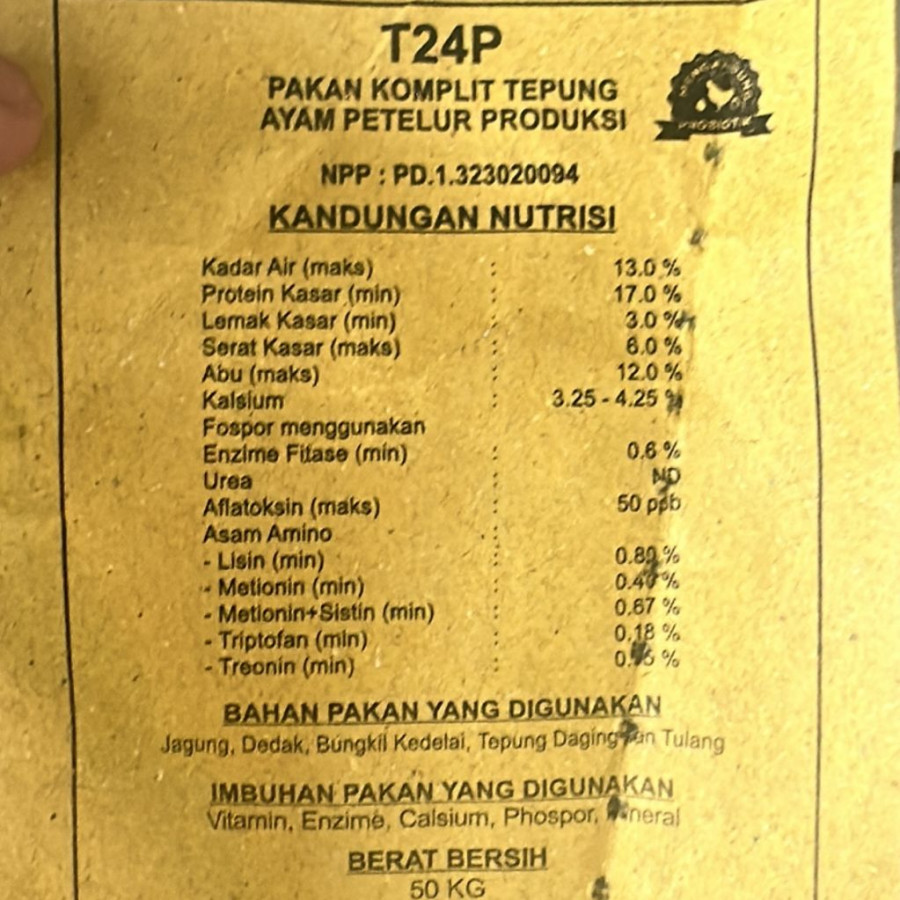 T24P
PAKAN KOMPLIT TEPUNG
AYAM PETELUR PRODUKSI
PROBIOTIK
NPP : PD.1.323020094
KANDUNGAN NUTRISI
Kadar Air (maks) : 13.0 %
Protein Kasar (min) : 17.0 %
Lemak Kasar (min) : 3.0 %
Serat Kasar (maks) : 6.0 %
Abu (maks) : 12.0 %
Kalsium : 3.25 - 4.25 %
Fospor menggunakan
Enzime Fitase (min) : 0.6 %
Urea : ND
Aflatoksin (maks) : 50 ppb
Asam Amino :
- Lisin (min) : %
- Metionin (min) : 0.40 %
- Metionin+Sistin (min) : 0.67 %
- Triptofan (min) : 0.18 %
- Treonin (min) : %
BAHAN PAKAN YANG DIGUNAKAN
Jagung, Dedak, Bungkil Kedelai, Tepung Daging dan Tulang
IMBUHAN PAKAN YANG DIGUNAKAN
Vitamin, Enzime, Calsium, Phospor, Mineral
BERAT BERSIH
50 KG